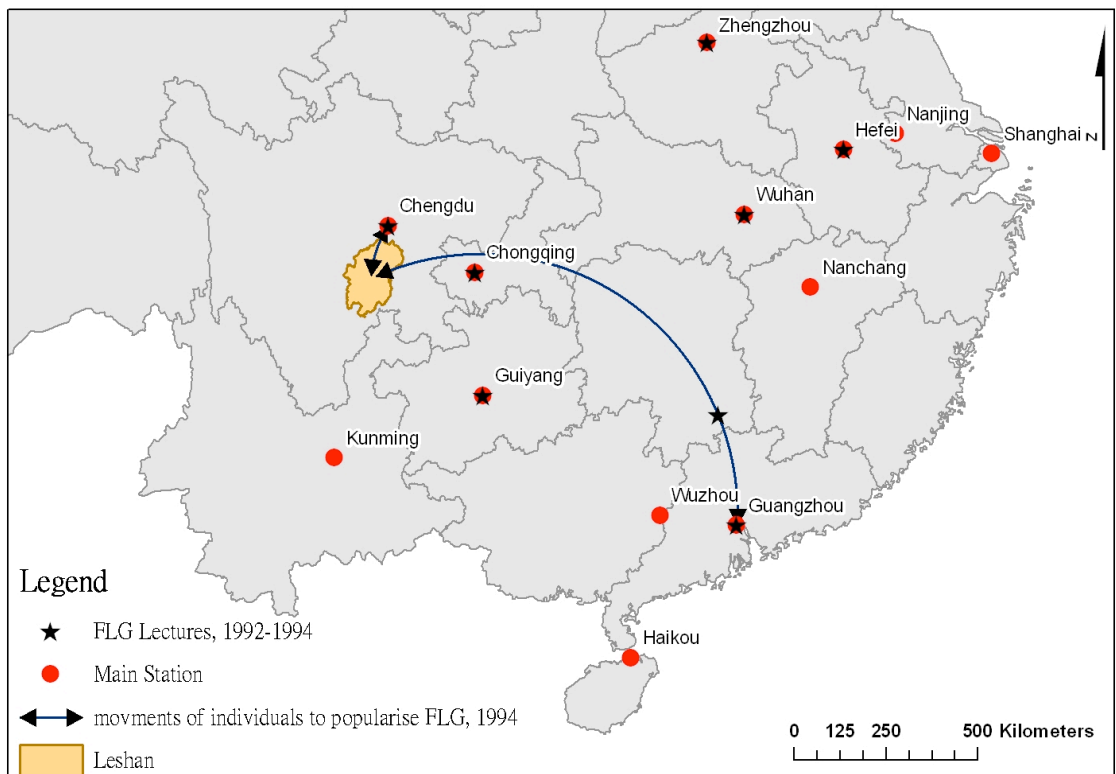 Zhengzhou
Nanjing
Hefei
Shanghai
N
Wuhan
Chengdu
Chongqing
Nanchang
Guiyang
Kunming
Wuzhou
Guangzhou
Haikou
Legend
FLG Lectures, 1992-1994
Main Station
movments of individuals to popularise FLG, 1994
Leshan
0 125 250 500 Kilometers